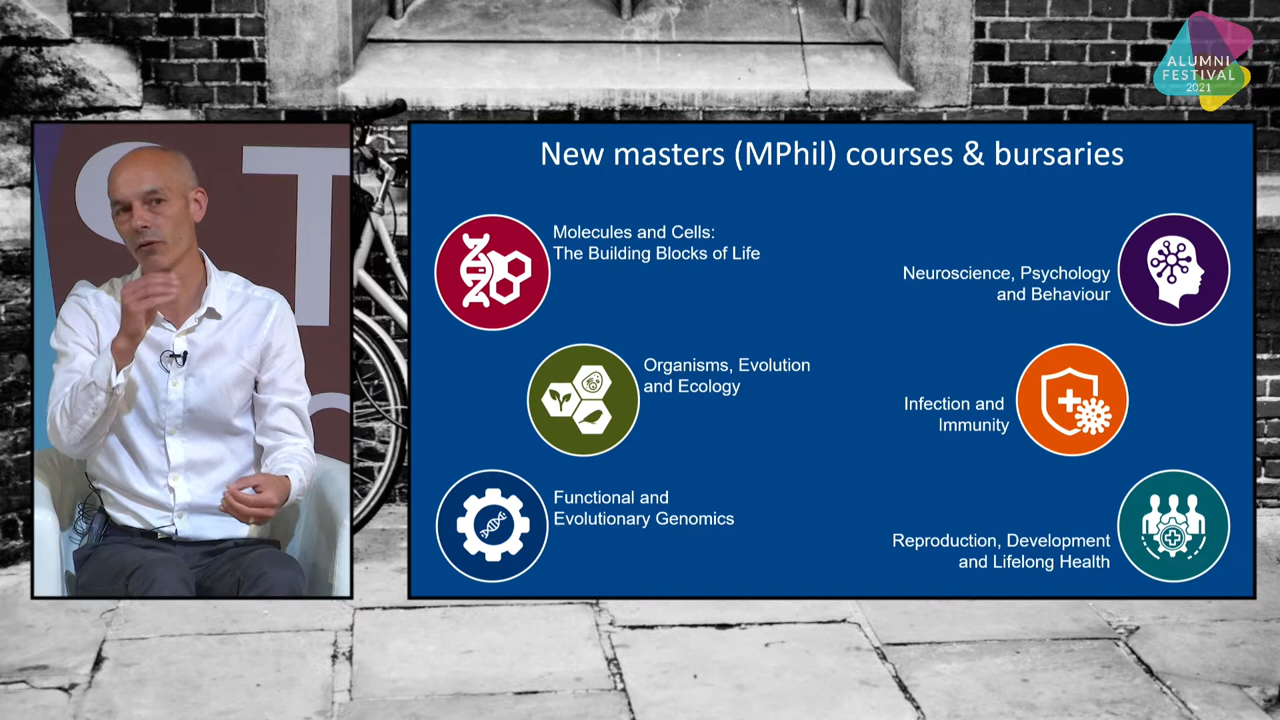 ALUMNI
FESTIVAL
2021
New masters (MPhil) courses & bursaries
Molecules and Cells:
The Building Blocks of Life
Neuroscience, Psychology
and Behaviour
Organisms, Evolution
and Ecology
Infection and
Immunity
Functional and
Evolutionary Genomics
Reproduction, Development
and Lifelong Health